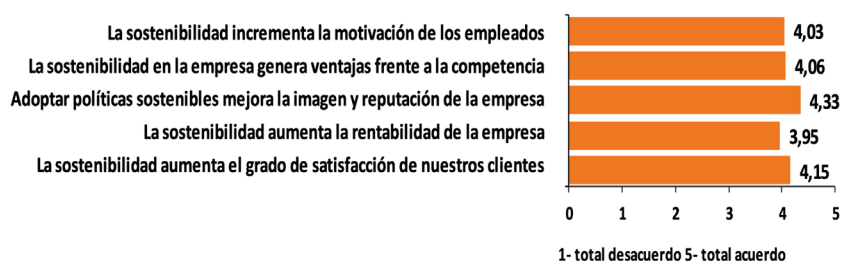 La sostenibilidad incrementa la motivación de los empleados 4,03
La sostenibilidad en la empresa genera ventajas frente a la competencia 4,06
Adoptar políticas sostenibles mejora la imagen y reputación de la empresa 4,33
La sostenibilidad aumenta la rentabilidad de la empresa 3,95
La sostenibilidad aumenta el grado de satisfacción de nuestros clientes 4,15
0 1 2 3 4 5
1- total desacuerdo 5- total acuerdo